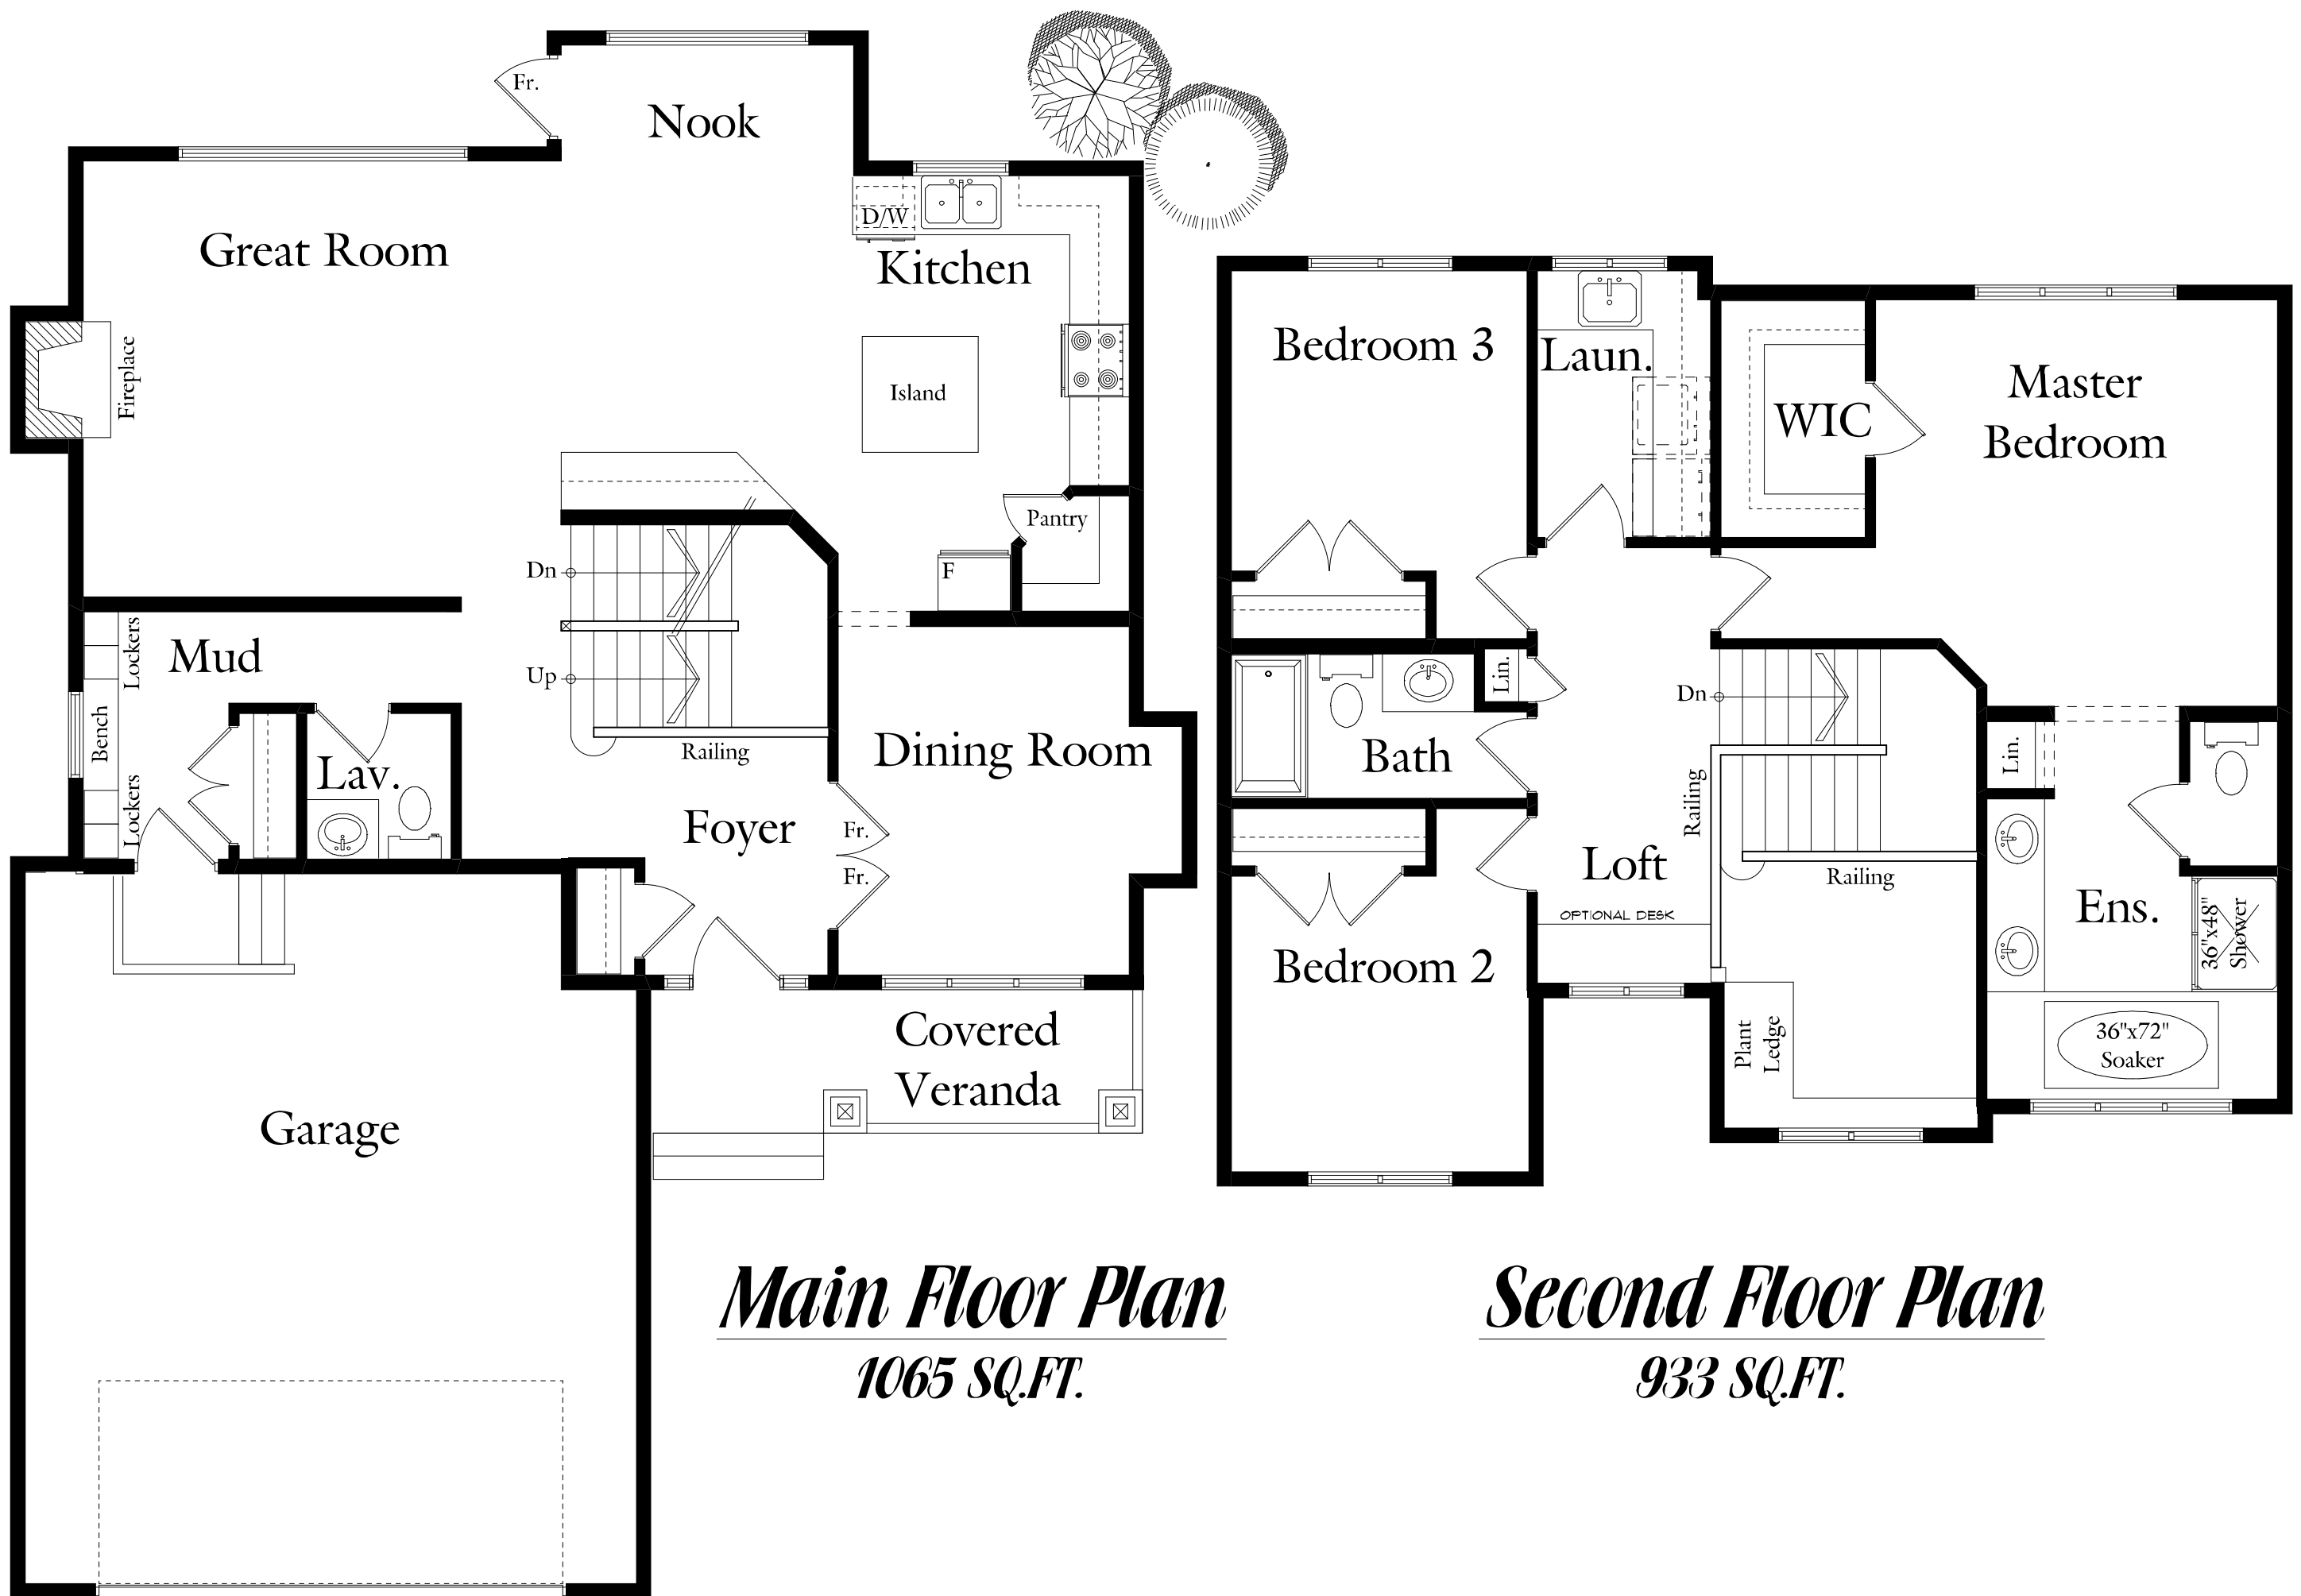 Fr.
Nook
Great Room
D/W
Kitchen
Fireplace
Island
Pantry
F
Dn
Up
Railing
Lockers
Mud
Bench
Lockers
Lav.
Dining Room
Foyer
Fr.
Fr.
Covered
Veranda
Garage
Main Floor Plan
1065 SQ.FT.
Bedroom 3
Laun.
WIC
Master
Bedroom
Lin.
Bath
Dn
Railing
Railing
Lin.
Loft
OPTIONAL DESK
Bedroom 2
Ens.
36"x48"
Shower
Plant
Ledge
36"x72"
Soaker
Second Floor Plan
933 SQ.FT.